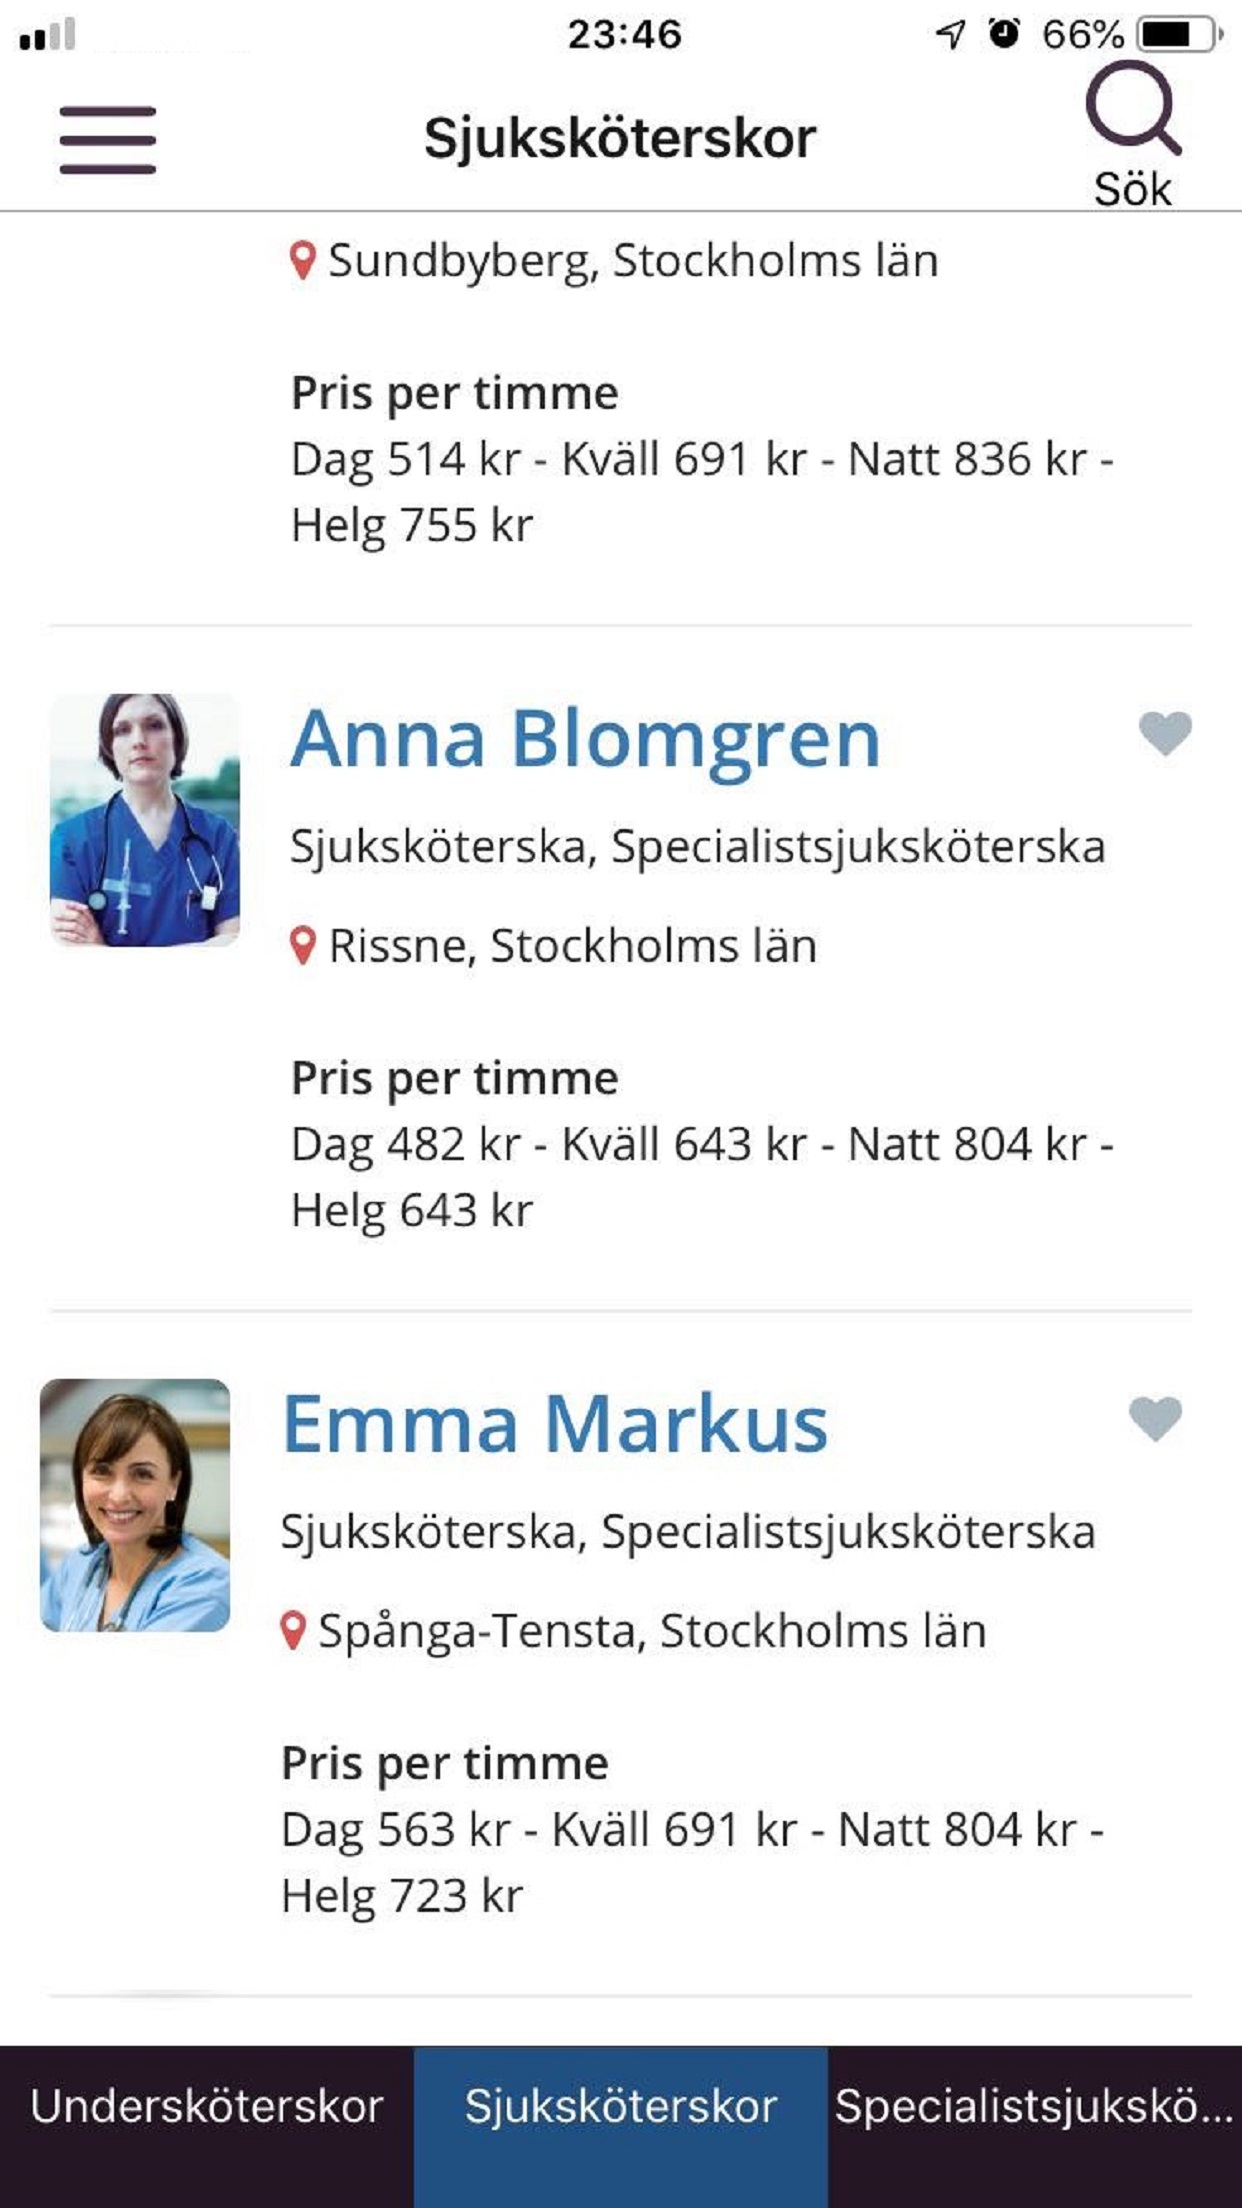 23:46
66%
Sjuksköterskor
Sök
Sundbyberg, Stockholms län
Pris per timme
Dag 514 kr - Kväll 691 kr - Natt 836 kr -
Helg 755 kr
Anna Blomgren
Sjuksköterska, Specialistsjuksköterska
Rissne, Stockholms län
Pris per timme
Dag 482 kr - Kväll 643 kr - Natt 804 kr -
Helg 643 kr
Emma Markus
Sjuksköterska, Specialistsjuksköterska
Spånga-Tensta, Stockholms län
Pris per timme
Dag 563 kr - Kväll 691 kr - Natt 804 kr -
Helg 723 kr
Undersköterskor
Sjuksköterskor
Specialistsjukskö...